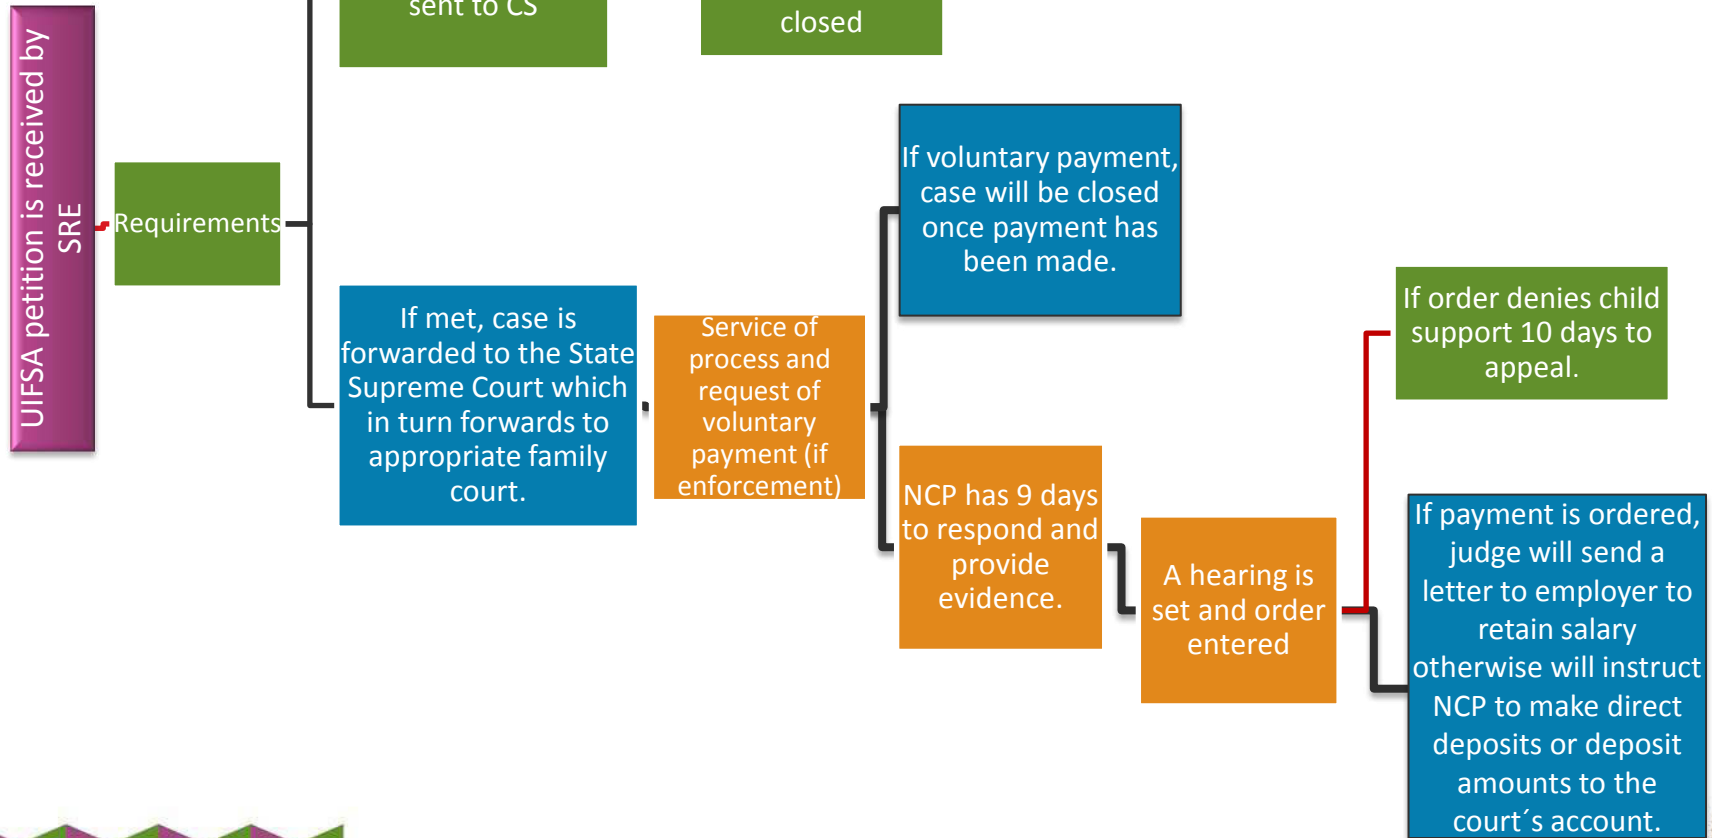 sent to CS
closed
UIFSA petition is received by
SRE
Requirements
If met, case is
forwarded to the State
Supreme Court which
in turn forwards to
appropriate family
court.
Service of
process and
request of
voluntary
payment (if
enforcement)
If voluntary payment,
case will be closed
once payment has
been made.
NCP has 9 days
to respond and
provide
evidence.
A hearing is
set and order
entered
If order denies child
support 10 days to
appeal.
If payment is ordered,
judge will send a
letter to employer to
retain salary
otherwise will instruct
NCP to make direct
deposits or deposit
amounts to the
court´s account.